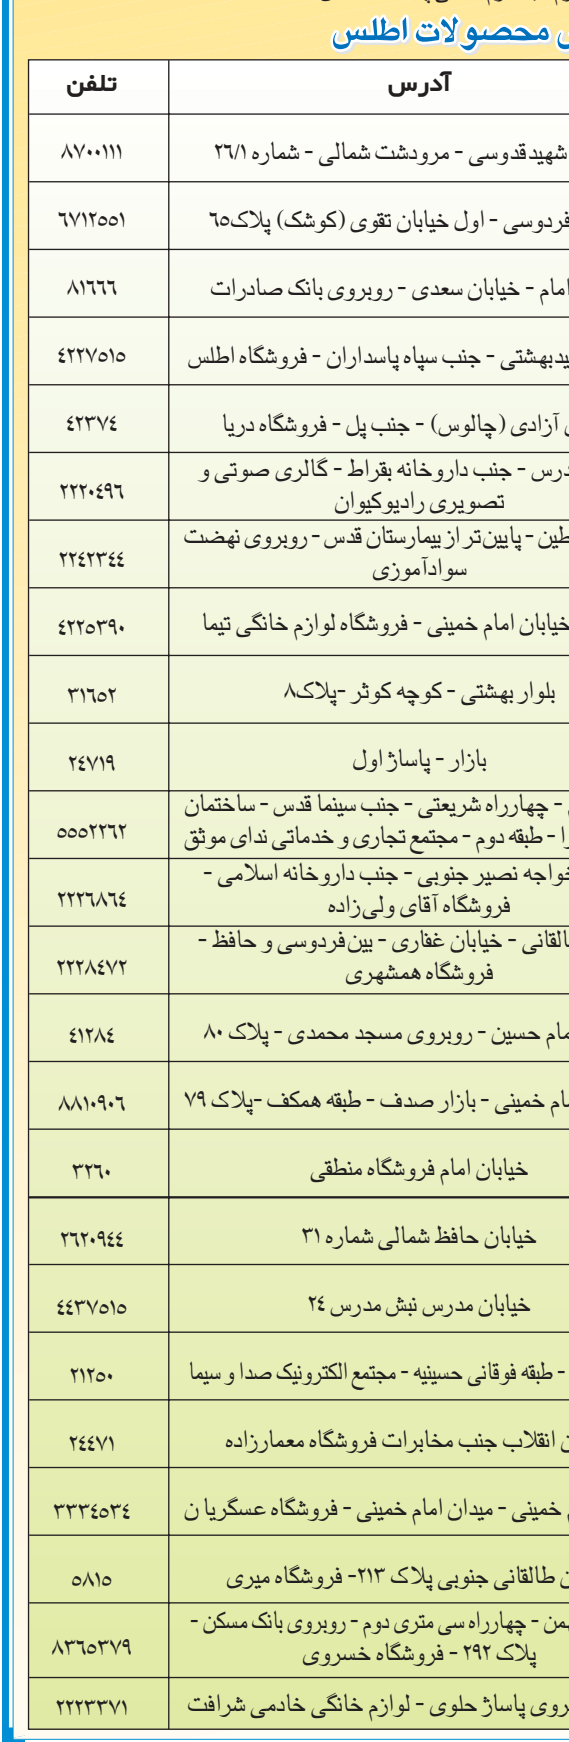 محصولات اطلس
آدرس تلفن
شهیدقدوسی - مرودشت شمالی - شماره ۲۶/۱ ۸۷۰۰۱۱۱
فردوسی - اول خیابان تقوی (کوشک) پلاک۶۵ ۶۷۱۲۵۵۱
امام - خیابان سعدی - روبروی بانک صادرات ۸۱۶۶۶
یدبهشتی - جنب سپاه پاسداران - فروشگاه اطلس ۴۲۲۷۵۱۵
آزادی (چالوس) - جنب پل - فروشگاه دریا ۴۲۳۷۴
درس - جنب داروخانه بقراط - گالری صوتی و
تصویری رادیوکیوان ۲۲۲۰۴۹۶
طین - پایین‌تر از بیمارستان قدس - روبروی نهضت
سوادآموزی ۲۲۴۲۳۴۴
خیابان امام خمینی - فروشگاه لوازم خانگی تیما ۴۲۲۵۳۹۰
بلوار بهشتی - کوچه کوثر -پلاک۸ ۳۱۶۵۲
بازار - پاساژ اول ۲۴۷۱۹
- چهارراه شریعتی - جنب سینما قدس - ساختمان
را - طبقه دوم - مجتمع تجاری و خدماتی ندای موثق ۵۵۵۲۲۶۲
خواجه نصیر جنوبی - جنب داروخانه اسلامی -
فروشگاه آقای ولی‌زاده ۲۲۲۶۸۶۴
القانی - خیابان غفاری - بین‌فردوسی و حافظ -
فروشگاه همشهری ۲۲۲۸۴۷۲
مام حسین - روبروی مسجد محمدی - پلاک ۸۰ ۴۱۲۸۴
ام خمینی - بازار صدف - طبقه همکف -پلاک ۷۹ ۸۸۱۰۹۰۶
خیابان امام فروشگاه منطقی ۳۲۶۰
خیابان حافظ شمالی شماره ۳۱ ۲۶۲۰۹۴۴
خیابان مدرس نبش مدرس ۲۴ ۴۴۳۷۵۱۵
- طبقه فوقانی حسینیه - مجتمع الکترونیک صدا و سیما ۲۱۲۵۰
ن انقلاب جنب مخابرات فروشگاه معمارزاده ۲۴۴۷۱
خمینی - میدان امام خمینی - فروشگاه عسگریا ن ۳۳۳۴۵۳۴
ن طالقانی جنوبی پلاک ۲۱۳- فروشگاه میری ۵۸۱۵
همن - چهارراه سی متری دوم - روبروی بانک مسکن -
پلاک ۲۹۲ - فروشگاه خسروی ۸۳۶۵۳۷۹
روی پاساژ حلوی - لوازم خانگی خادمی شرافت ۲۲۲۳۳۷۱